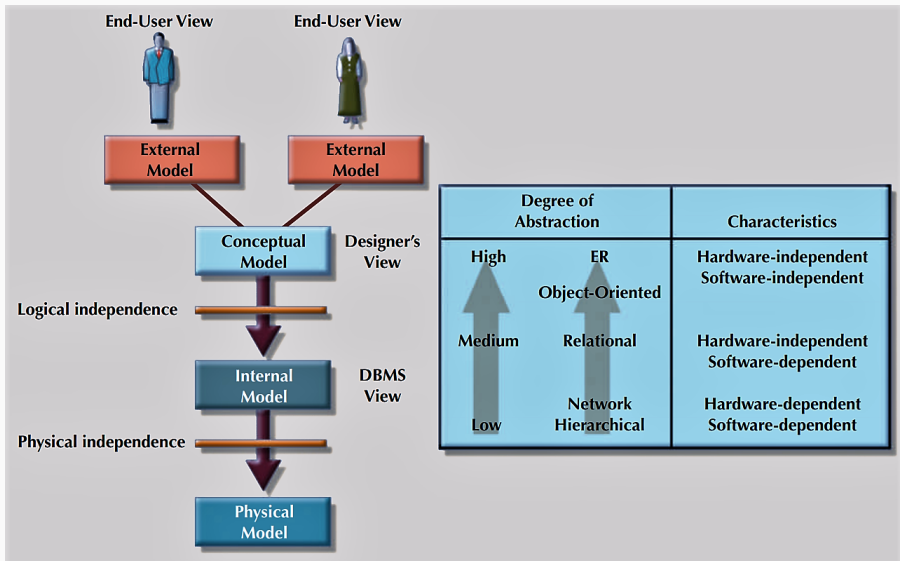 End-User View
End-User View
External
Model
External
Model
Conceptual
Model
Designer's
View
Logical independence
Internal
Model
DBMS
View
Physical independence
Physical
Model
Degree of
Abstraction
Characteristics
High
ER
Hardware-independent
Software-independent
Object-Oriented
Medium
Relational
Hardware-independent
Software-dependent
Network
Hardware-dependent
Low
Hierarchical
Software-dependent